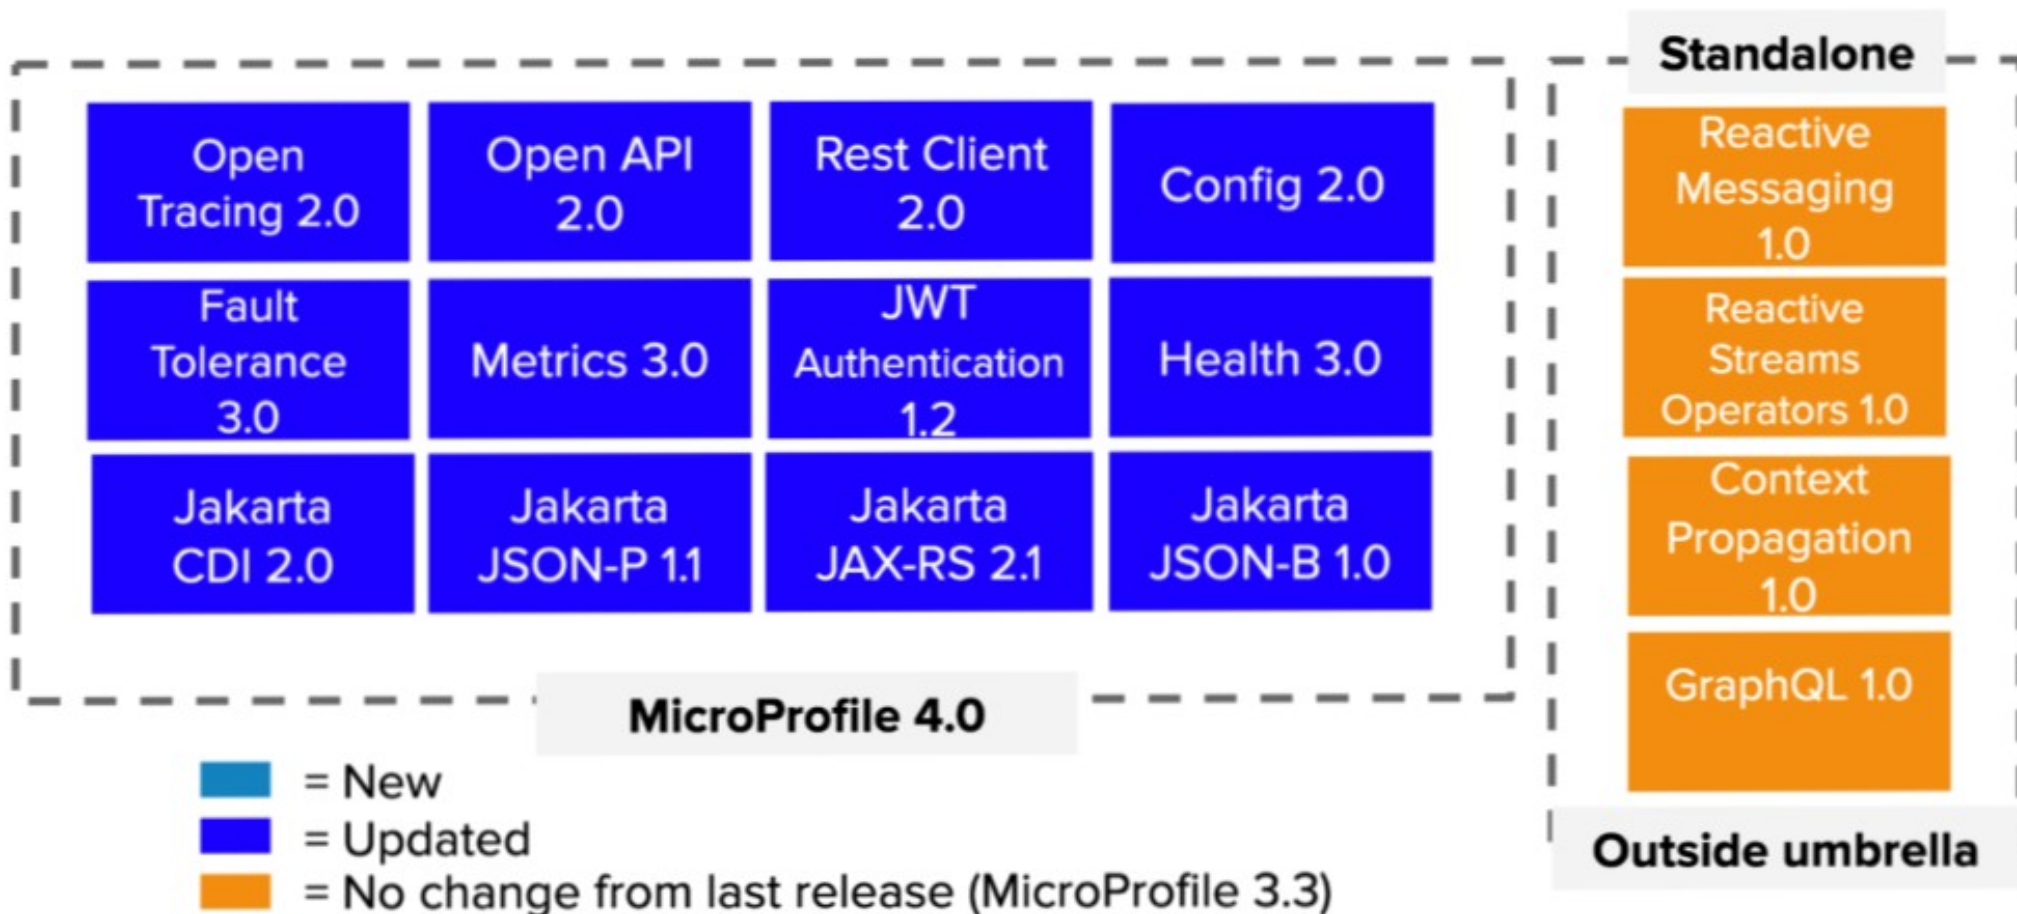 Standalone
Open
Tracing 2.0
Open API
2.0
Rest Client
2.0
Config 2.0
Fault
Tolerance
3.0
Metrics 3.0
JWT
Authentication
1.2
Health 3.0
Jakarta
CDI 2.0
Jakarta
JSON-P 1.1
Jakarta
JAX-RS 2.1
Jakarta
JSON-B 1.0
MicroProfile 4.0
Reactive
Messaging
1.0
Reactive
Streams
Operators 1.0
Context
Propagation
1.0
GraphQL 1.0
Outside umbrella
= New
= Updated
= No change from last release (MicroProfile 3.3)